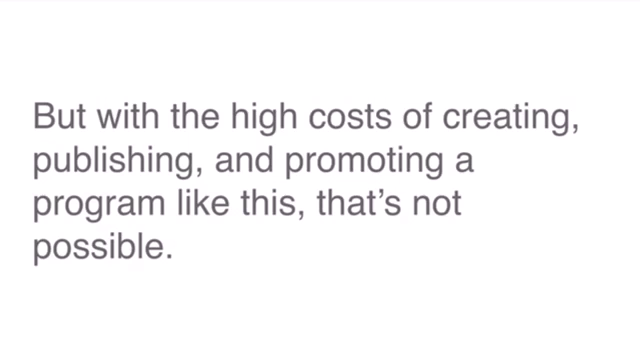 But with the high costs of creating,
publishing, and promoting a
program like this, that’s not
possible.